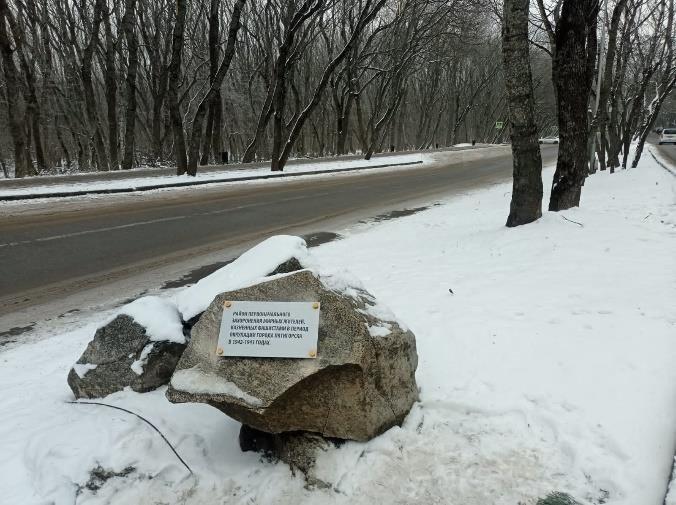 РАЙОН ПЕРВОНАЧАЛЬНОГО
ЗАХОРОНЕНИЯ МИРНЫХ ЖИТЕЛЕЙ,
КАЗНЕННЫХ ФАШИСТАМИ В ПЕРИОД
ОККУПАЦИИ ГОРОДА ПЯТИГОРСКА
В 1942-1943 ГОДАХ.